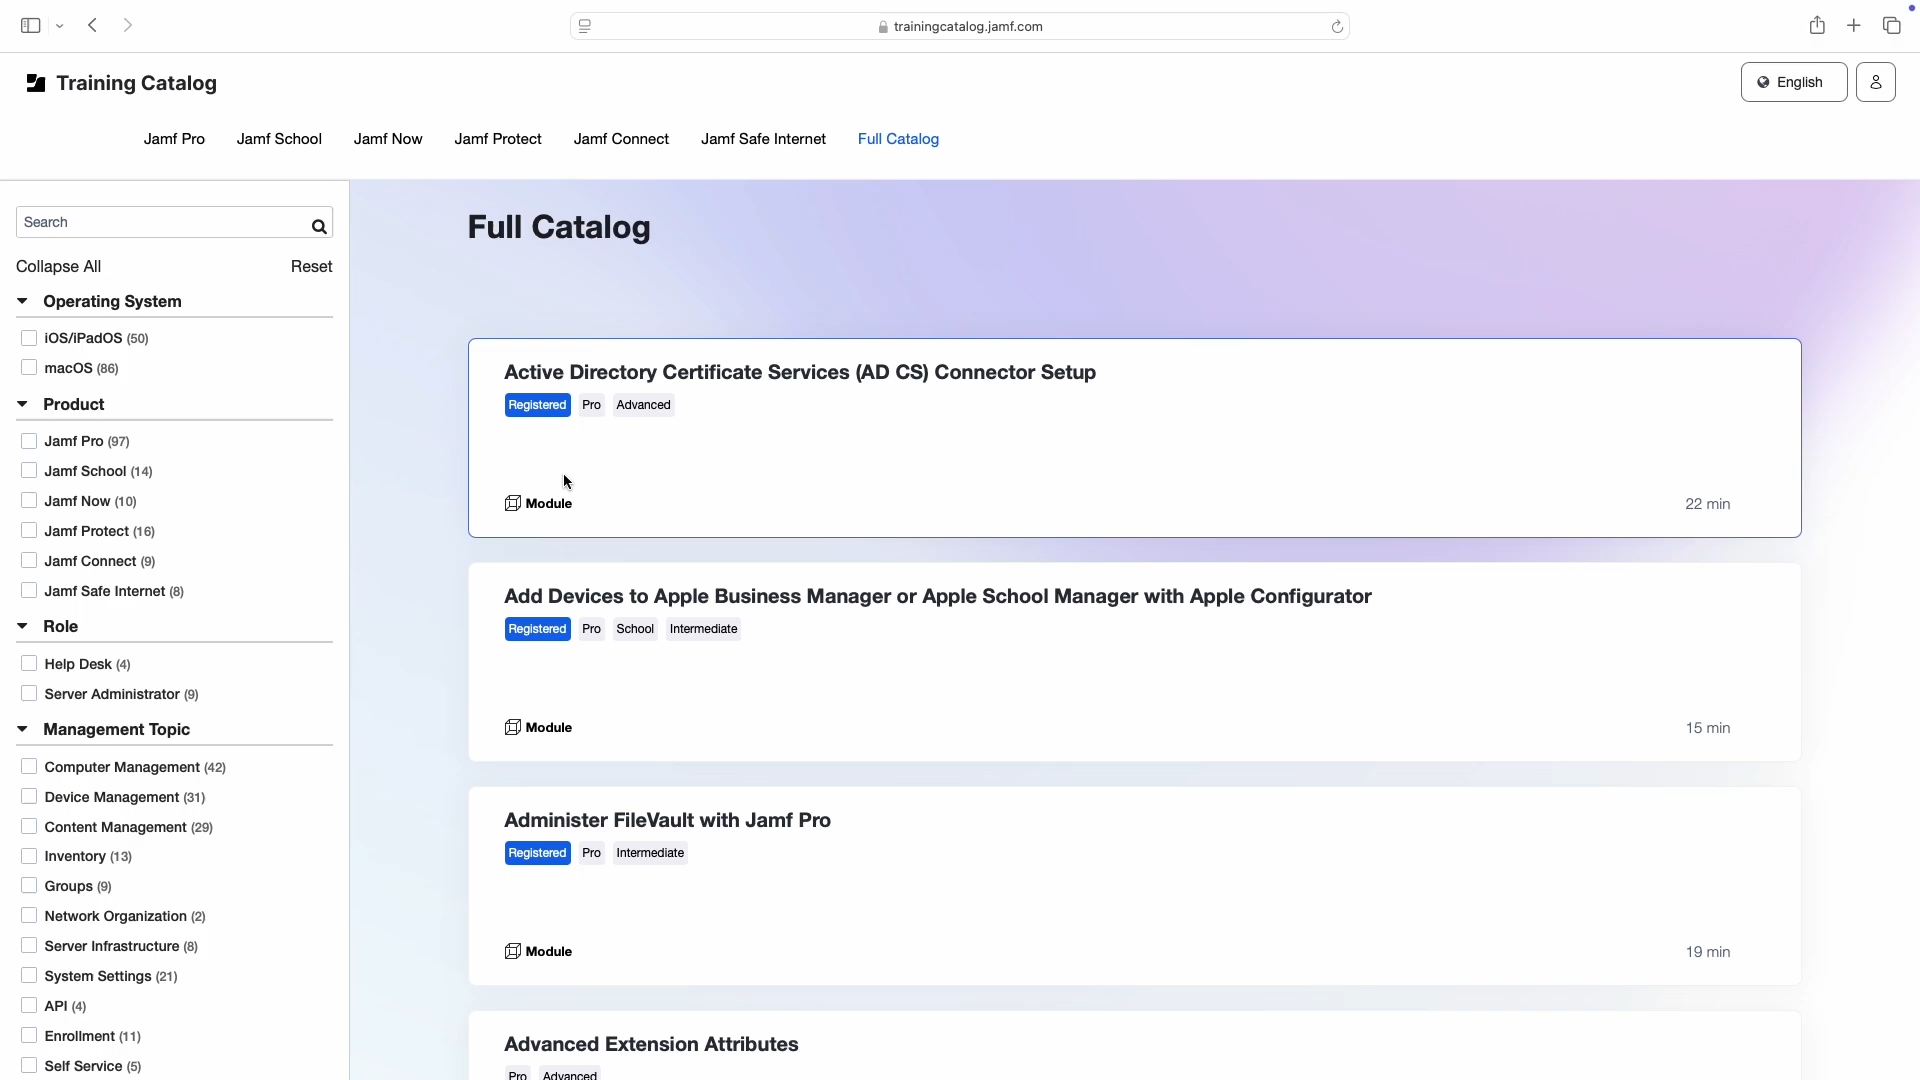 trainingcatalog.jamf.com
Training Catalog
English
Jamf Pro Jamf School Jamf Now Jamf Protect Jamf Connect Jamf Safe Internet Full Catalog
Search
Collapse All Reset
Operating System
iOS/iPadOS (50)
macOS (86)
Product
Jamf Pro (97)
Jamf School (14)
Jamf Now (10)
Jamf Protect (16)
Jamf Connect (9)
Jamf Safe Internet (8)
Role
Help Desk (4)
Server Administrator (9)
Management Topic
Computer Management (42)
Device Management (31)
Content Management (29)
Inventory (13)
Groups (9)
Network Organization (2)
Server Infrastructure (8)
System Settings (21)
API (4)
Enrollment (11)
Self Service (5)
Full Catalog
Active Directory Certificate Services (AD CS) Connector Setup
Registered Pro Advanced
Module 22 min
Add Devices to Apple Business Manager or Apple School Manager with Apple Configurator
Registered Pro School Intermediate
Module 15 min
Administer FileVault with Jamf Pro
Registered Pro Intermediate
Module 19 min
Advanced Extension Attributes
Pro Advanced